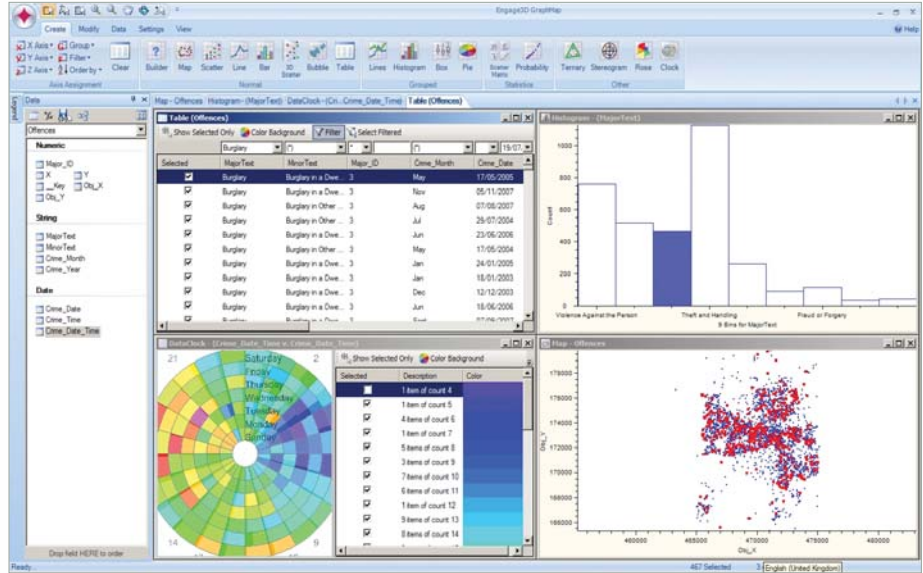 Engage3D GraphMap
Create Modify Data Settings View
Help
X Axis Group
Y Axis Filter
Z Axis Order by
Clear
Builder Map Scatter Line Bar 3D Scatter Bubble Table
Lines Histogram Box Pie
Scatter Matrix Probability
Ternary Stereogram Rose Clock
Axis Assignment Normal Grouped Statistics Other
Legend
Data
Map - Offences Histogram - (MajorText) DataClock - (Cri...Crime_Date_Time) Table (Offences)
Offences
Numeric
Major_ID
X Y
__Key Obj_X
Obj_Y
String
MajorText
MinorText
Crime_Month
Crime_Year
Date
Crime_Date
Crime_Time
Crime_Date_Time
Drop field HERE to order
Table (Offences)
Show Selected Only Color Background Filter Select Filtered
Burglary (*) * (*) 19/07.
Selected MajorText MinorText Major_ID Crime_Month Crime_Date
Burglary Burglary in a Dwe... 3 May 17/05/2005
Burglary Burglary in a Dwe... 3 Nov 05/11/2007
Burglary Burglary in Other ... 3 Aug 07/08/2007
Burglary Burglary in Other ... 3 Jul 29/07/2004
Burglary Burglary in a Dwe... 3 Jun 23/06/2006
Burglary Burglary in Other ... 3 May 17/05/2004
Burglary Burglary in a Dwe... 3 Jan 24/01/2005
Burglary Burglary in a Dwe... 3 Jan 18/01/2003
Burglary Burglary in a Dwe... 3 Dec 12/12/2003
Burglary Burglary in a Dwe... 3 Jun 18/06/2006
Histogram - (MajorText)
Count
1000
800
600
400
200
0
Violence Against the Person Theft and Handling Fraud or Forgery
9 Bins for MajorText
DataClock - (Crime_Date_Time v. Crime_Date_Time)
21 2
Saturday
Friday
Thursday
Wednesday
Tuesday
Monday
Sunday
14 9
Show Selected Only Color Background
Selected Description Color
1 item of count 4
1 item of count 5
4 items of count 6
1 item of count 7
5 items of count 8
3 items of count 9
7 items of count 10
6 items of count 11
1 item of count 12
9 items of count 13
8 items of count 14
Map - Offences
Obj_Y
178000
176000
174000
172000
170000
168000
166000
460000 465000 470000 475000 480000
Obj_X
Ready...
467 Selected
English (United Kingdom)